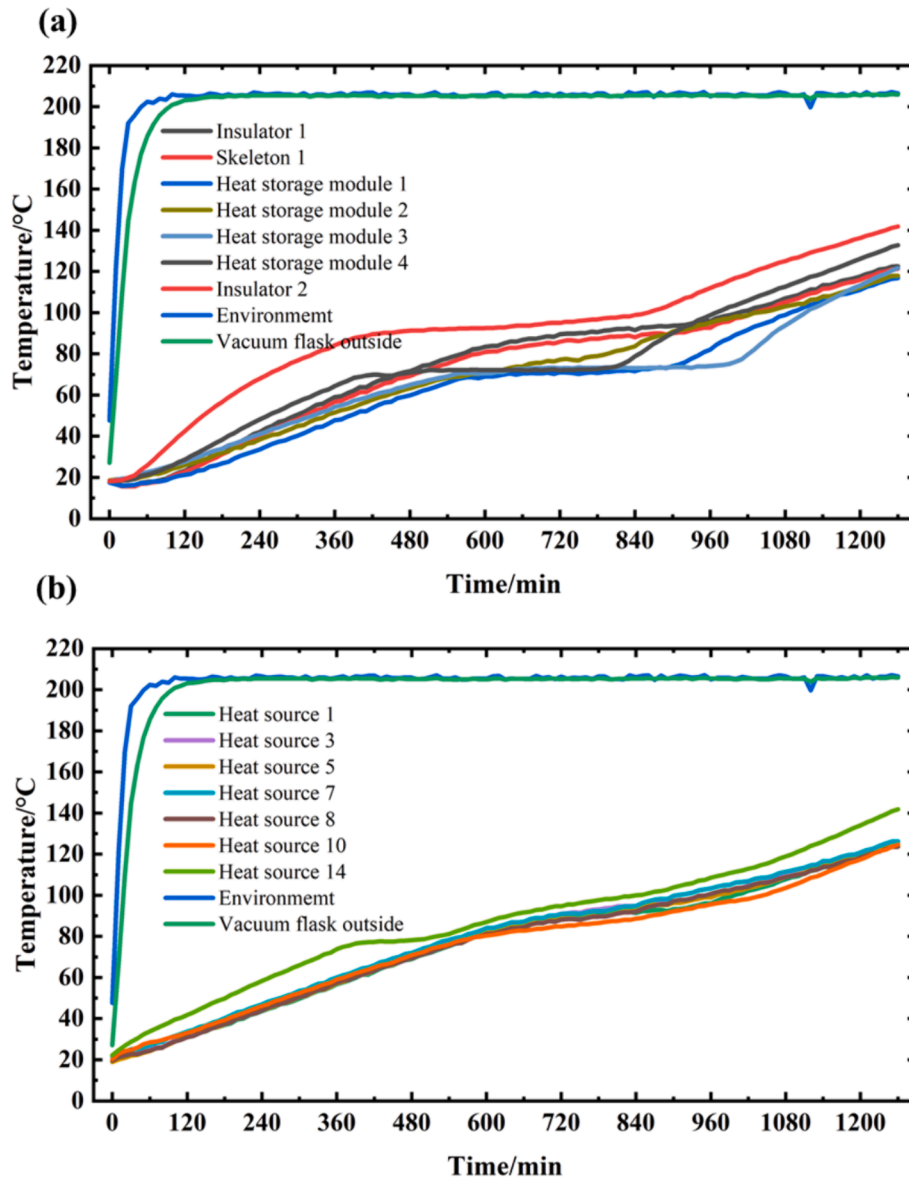 (a)
220
200
180
160
140
120
100
80
60
40
20
0
Temperature/°C
Insulator 1
Skeleton 1
Heat storage module 1
Heat storage module 2
Heat storage module 3
Heat storage module 4
Insulator 2
Environmemt
Vacuum flask outside
0 120 240 360 480 600 720 840 960 1080 1200
Time/min
(b)
220
200
180
160
140
120
100
80
60
40
20
0
Temperature/°C
Heat source 1
Heat source 3
Heat source 5
Heat source 7
Heat source 8
Heat source 10
Heat source 14
Environmemt
Vacuum flask outside
0 120 240 360 480 600 720 840 960 1080 1200
Time/min